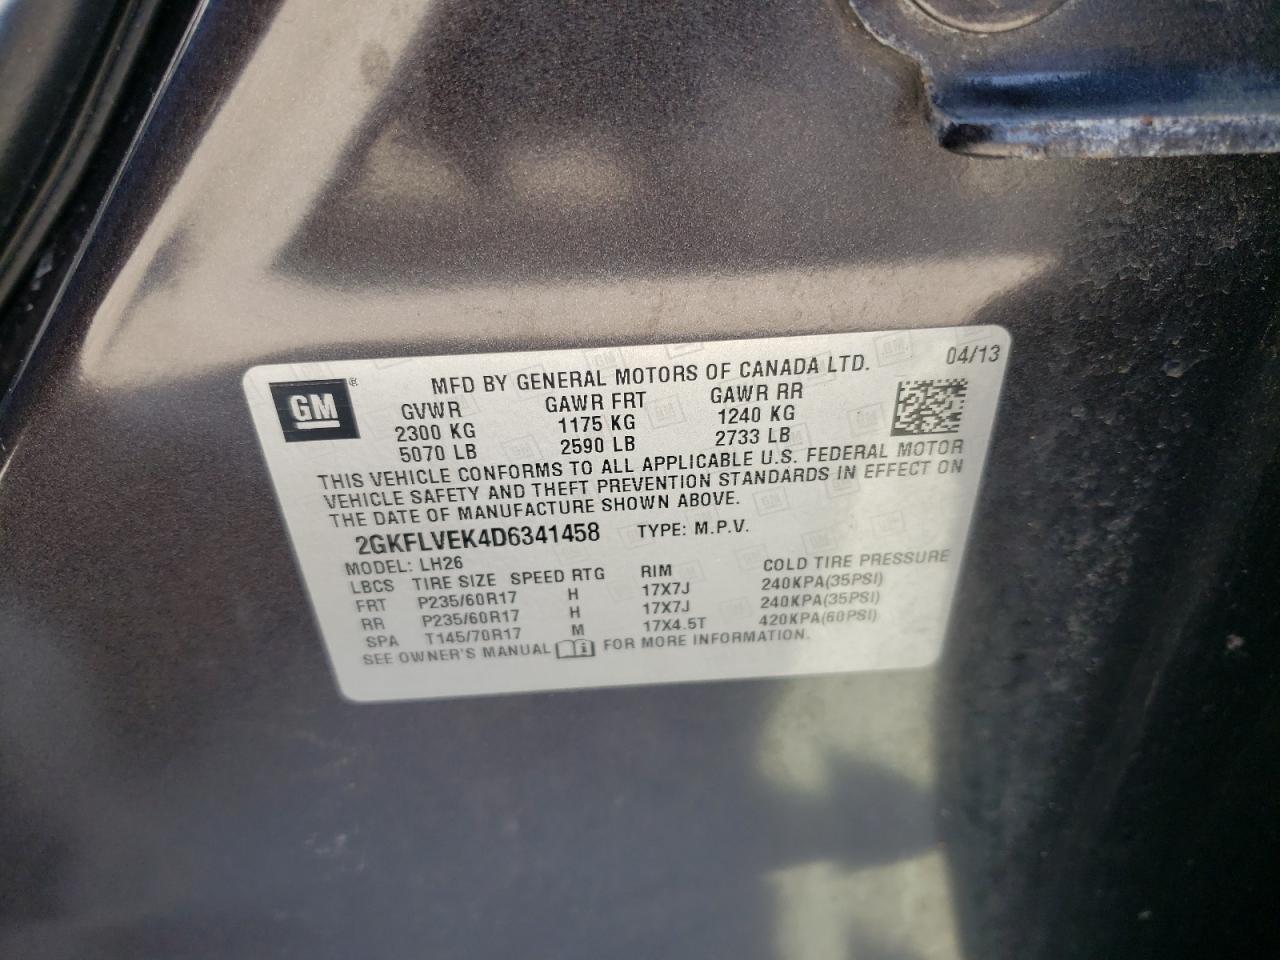 MFD BY GENERAL MOTORS OF CANADA LTD. 04/13
GM ®
GVWR GAWR FRT GAWR RR
2300 KG 1175 KG 1240 KG
5070 LB 2590 LB 2733 LB
THIS VEHICLE CONFORMS TO ALL APPLICABLE U.S. FEDERAL MOTOR
VEHICLE SAFETY AND THEFT PREVENTION STANDARDS IN EFFECT ON
THE DATE OF MANUFACTURE SHOWN ABOVE.
2GKFLVEK4D6341458 TYPE: M.P.V.
MODEL: LH26
LBCS TIRE SIZE SPEED RTG RIM COLD TIRE PRESSURE
FRT P235/60R17 H 17X7J 240KPA(35PSI)
RR P235/60R17 H 17X7J 240KPA(35PSI)
SPA T145/70R17 M 17X4.5T 420KPA(60PSI)
SEE OWNER'S MANUAL FOR MORE INFORMATION.